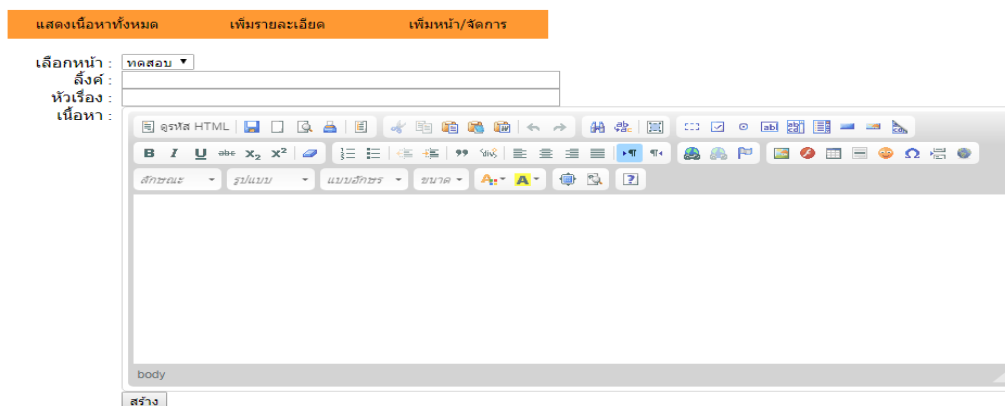 แสดงเนื้อหาทั้งหมด เพิ่มรายละเอียด เพิ่มหน้า/จัดการ
เลือกหน้า : ทดสอบ
ลิ้งค์ :
หัวเรื่อง :
เนื้อหา :
ดูรหัส HTML
B I U abc X₂ X²
ลักษณะ รูปแบบ แบบอักษร ขนาด A A ?
body
สร้าง